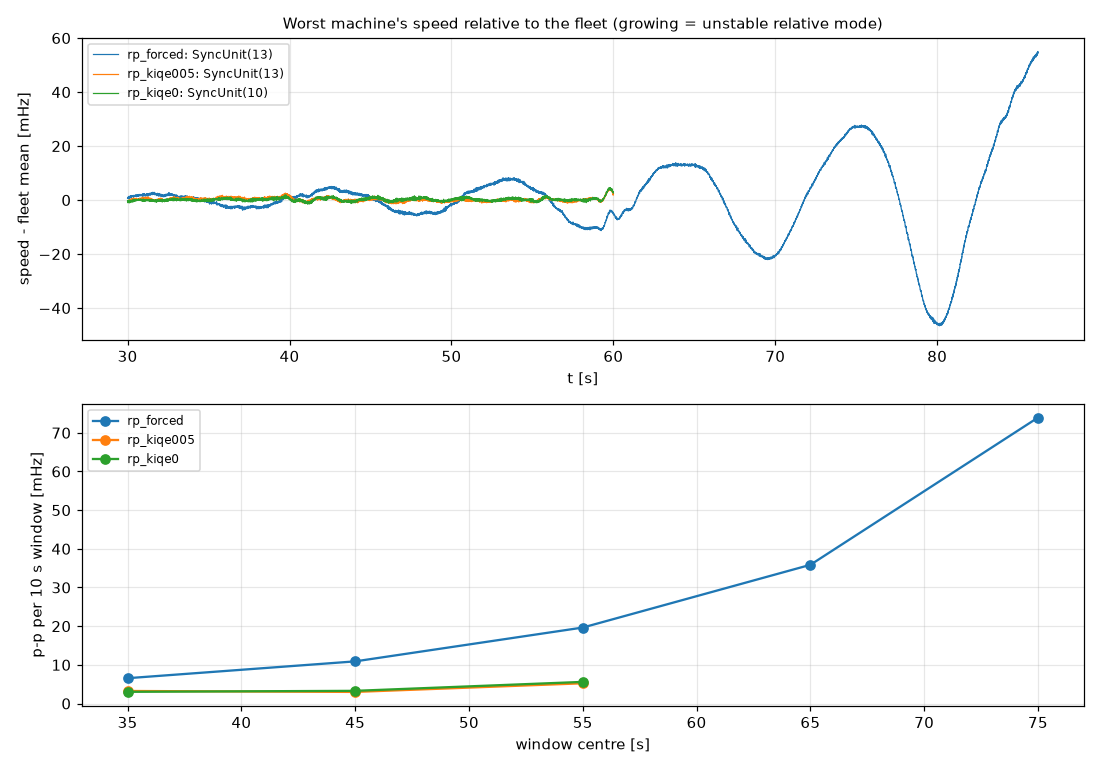 Worst machine's speed relative to the fleet (growing = unstable relative mode)
60
40
20
0
−20
−40
speed - fleet mean [mHz]
rp_forced: SyncUnit(13)
rp_kiqe005: SyncUnit(13)
rp_kiqe0: SyncUnit(10)
30
40
50
60
70
80
t [s]
70
60
50
40
30
20
10
0
p-p per 10 s window [mHz]
rp_forced
rp_kiqe005
rp_kiqe0
35
40
45
50
55
60
65
70
75
window centre [s]